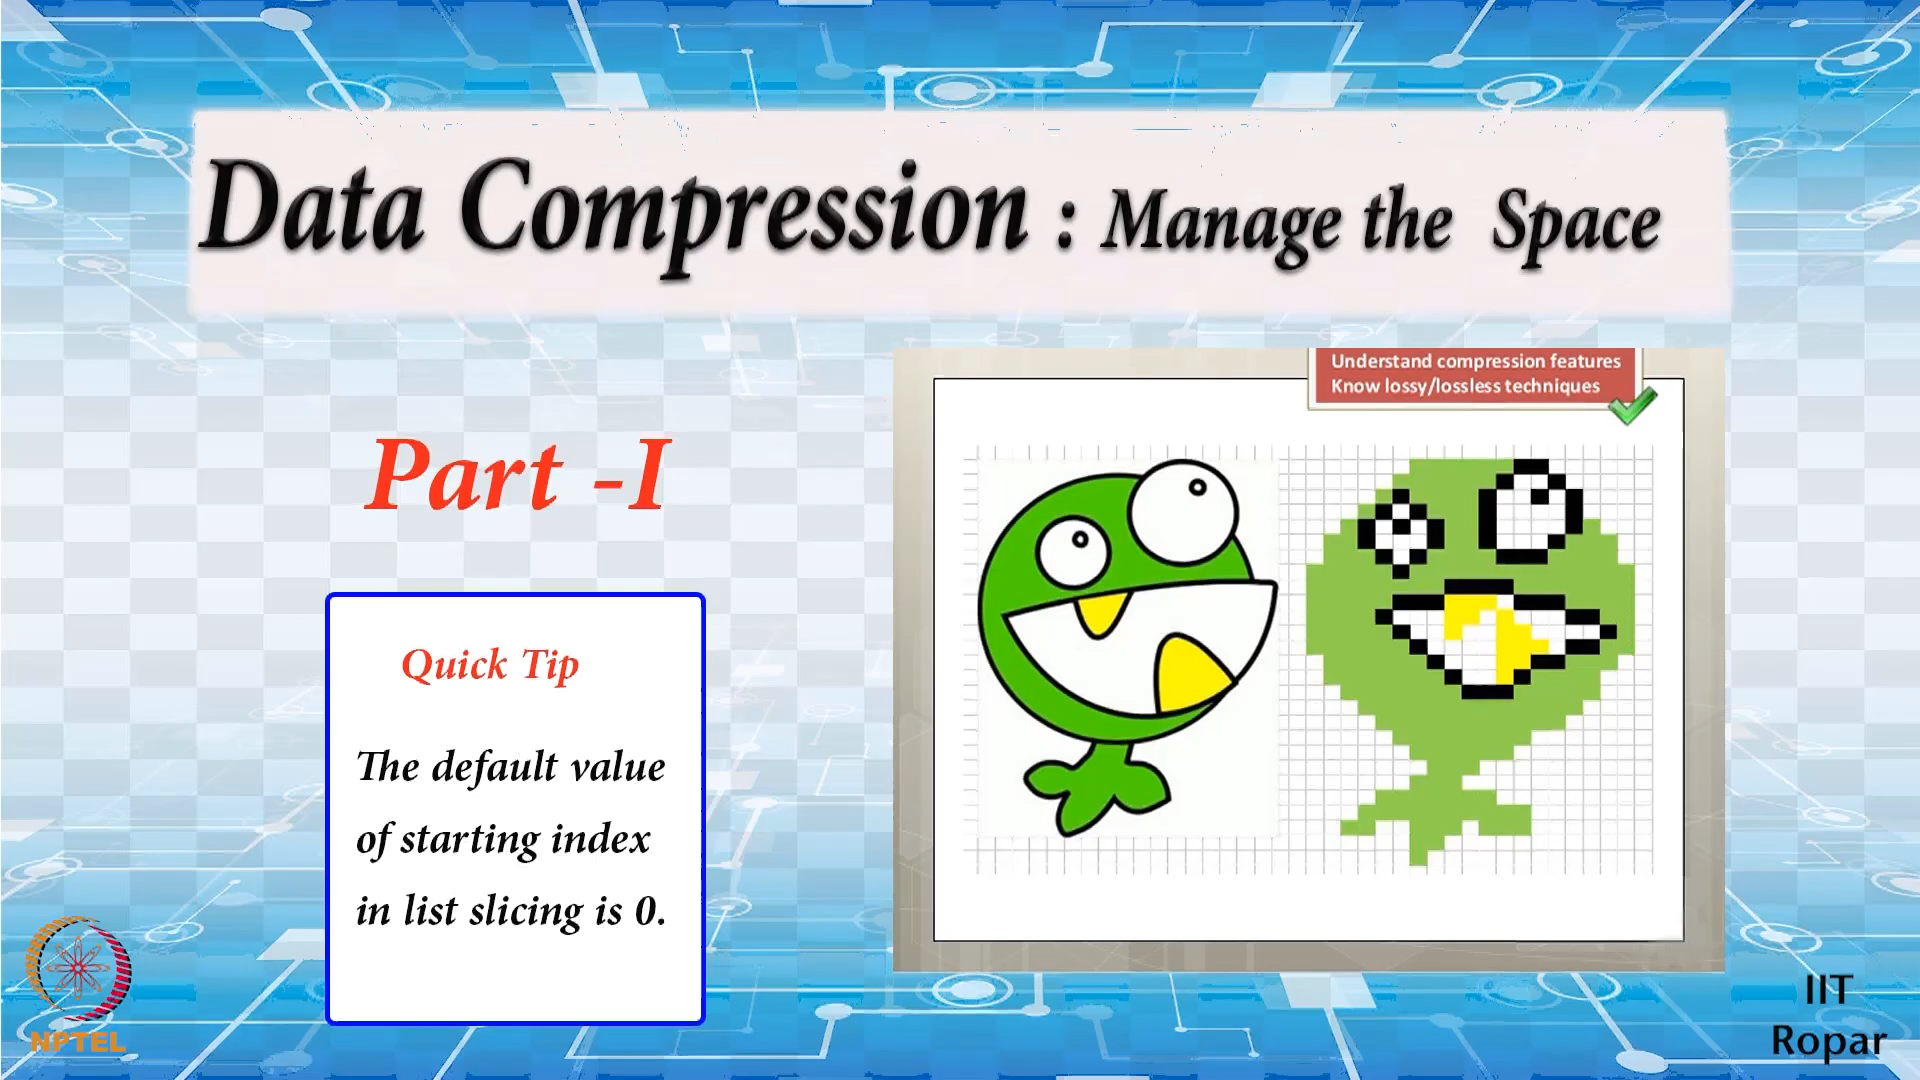 Data Compression : Manage the Space
Understand compression features
Know lossy/lossless techniques
Part -I
Quick Tip
The default value
of starting index
in list slicing is 0.
NPTEL
IIT
Ropar